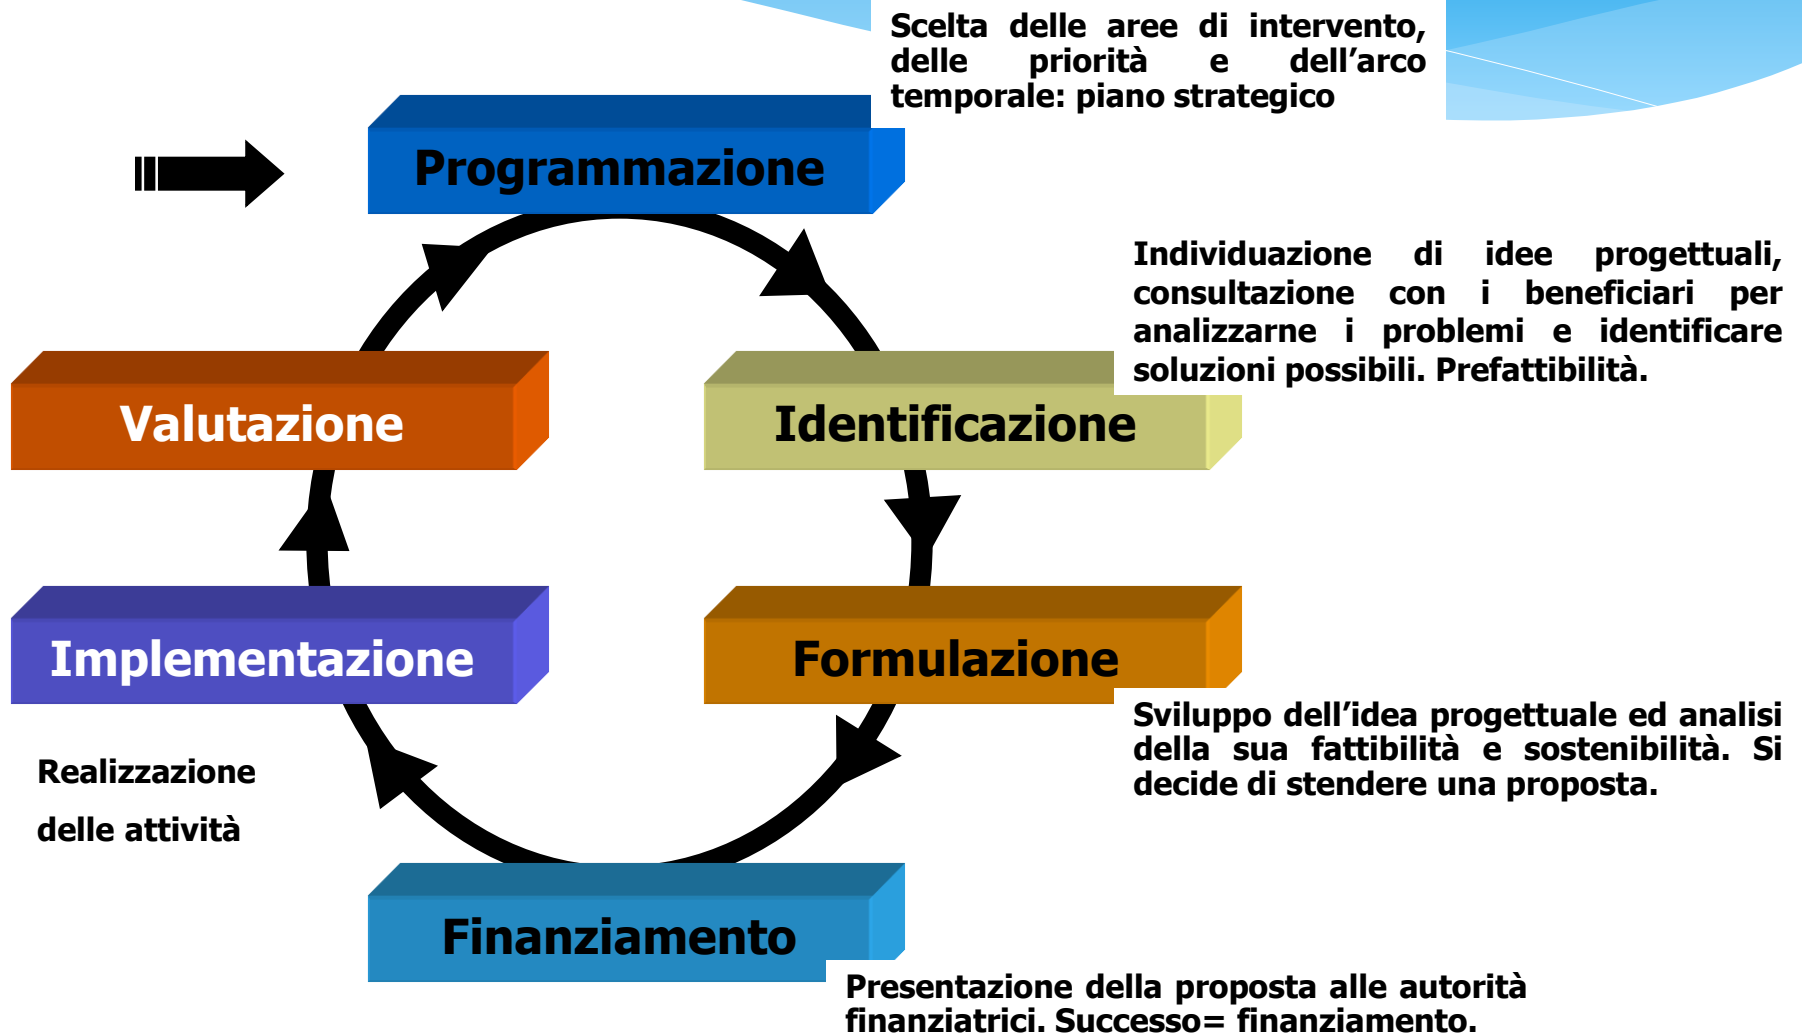 Scelta delle aree di intervento,
delle priorità e dell’arco
temporale: piano strategico
Programmazione
Individuazione di idee progettuali,
consultazione con i beneficiari per
analizzarne i problemi e identificare
soluzioni possibili. Prefattibilità.
Valutazione
Identificazione
Implementazione
Formulazione
Sviluppo dell’idea progettuale ed analisi
della sua fattibilità e sostenibilità. Si
decide di stendere una proposta.
Realizzazione
delle attività
Finanziamento
Presentazione della proposta alle autorità
finanziatrici. Successo= finanziamento.